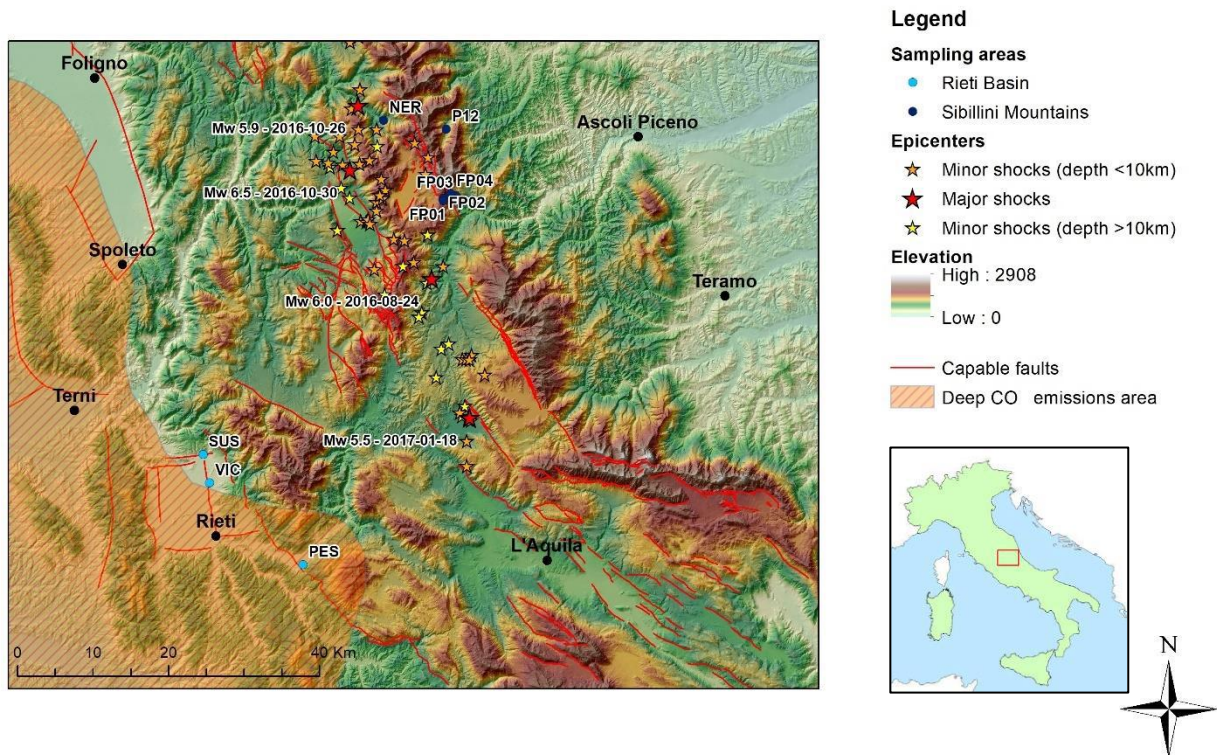 Foligno
NER
P12
Ascoli Piceno
Mw 5.9 - 2016-10-26
FP03
FP04
Mw 6.5 - 2016-10-30
FP02
FP01
Spoleto
Teramo
Mw 6.0 - 2016-08-24
Terni
SUS
Mw 5.5 - 2017-01-18
VIC
Rieti
L'Aquila
PES
0 10 20 40 Km
Legend
Sampling areas
Rieti Basin
Sibillini Mountains
Epicenters
Minor shocks (depth <10km)
Major shocks
Minor shocks (depth >10km)
Elevation
High : 2908
Low : 0
Capable faults
Deep CO emissions area
N